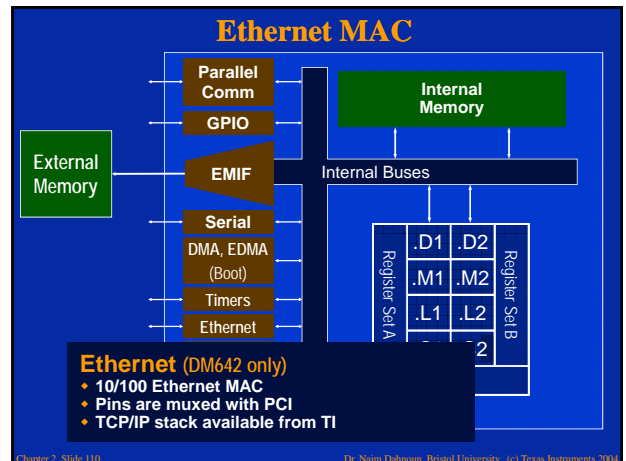 Ethernet MAC
Parallel
Comm
GPIO
EMIF
Serial
DMA, EDMA
(Boot)
Timers
Ethernet
External
Memory
Internal
Memory
Internal Buses
Register Set A
.D1 .D2
.M1 .M2
.L1 .L2
Register Set B
Ethernet (DM642 only)
10/100 Ethernet MAC
Pins are muxed with PCI
TCP/IP stack available from TI
Chapter 2, Slide 110
Dr. Naim Dahnoun, Bristol University, (c) Texas Instruments 2004